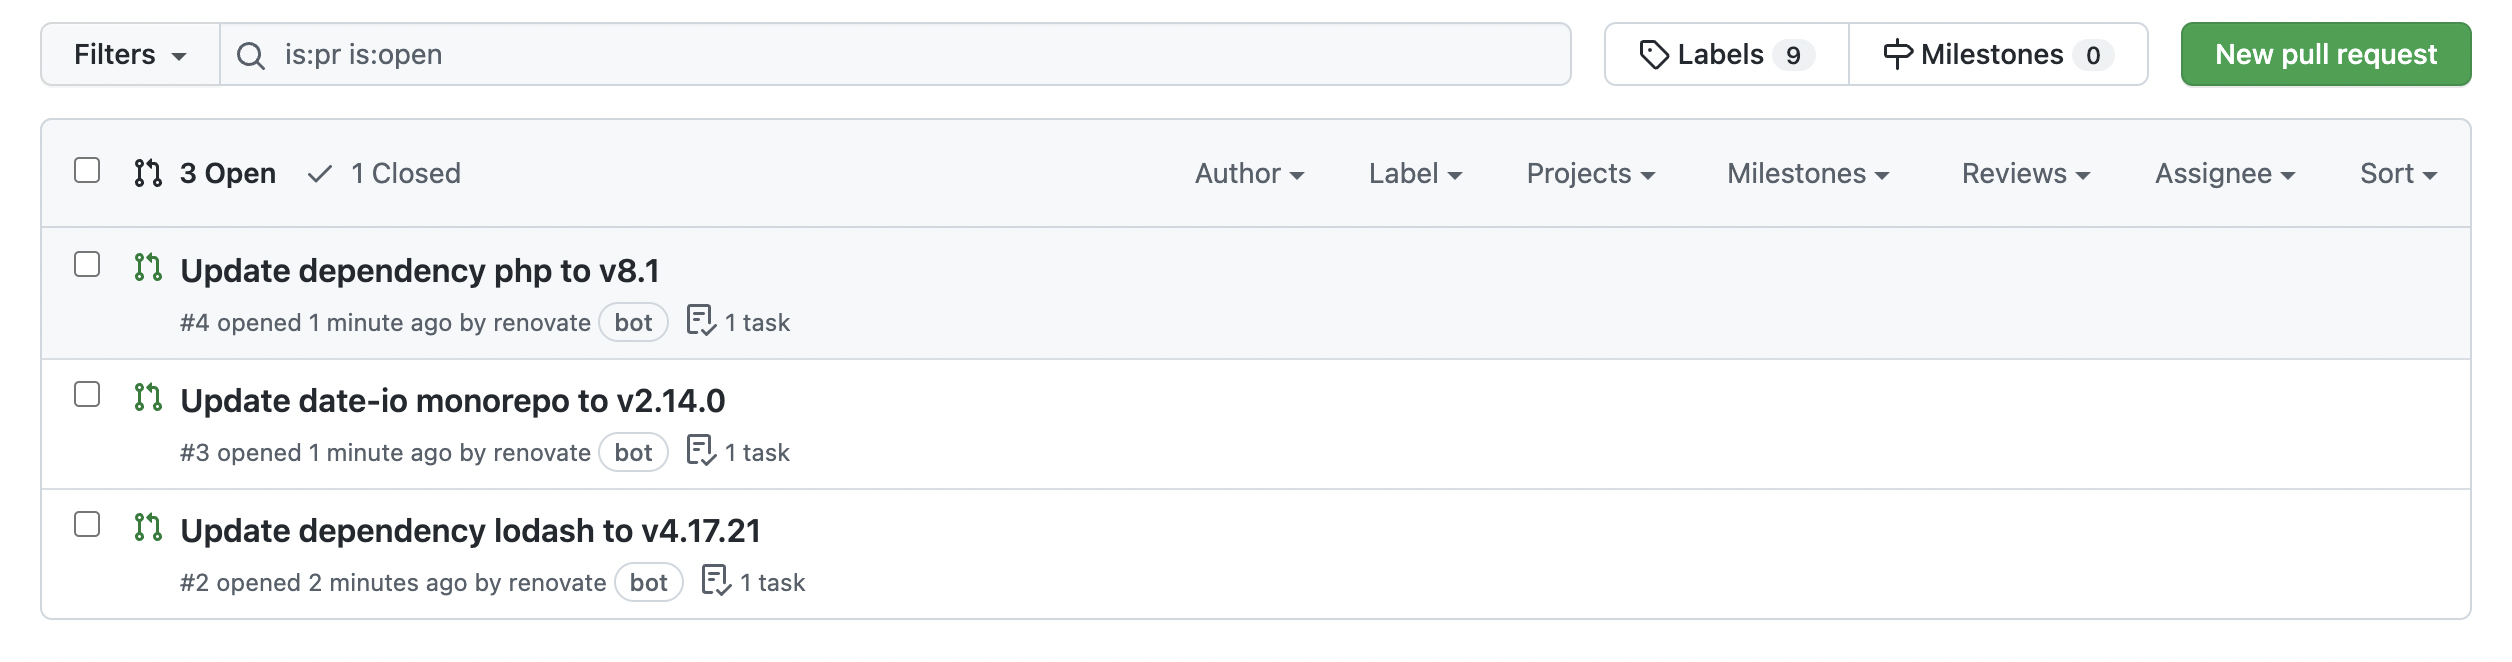 Filters is:pr is:open Labels 9 Milestones 0 New pull request
3 Open 1 Closed Author Label Projects Milestones Reviews Assignee Sort
Update dependency php to v8.1
#4 opened 1 minute ago by renovate bot 1 task
Update date-io monorepo to v2.14.0
#3 opened 1 minute ago by renovate bot 1 task
Update dependency lodash to v4.17.21
#2 opened 2 minutes ago by renovate bot 1 task